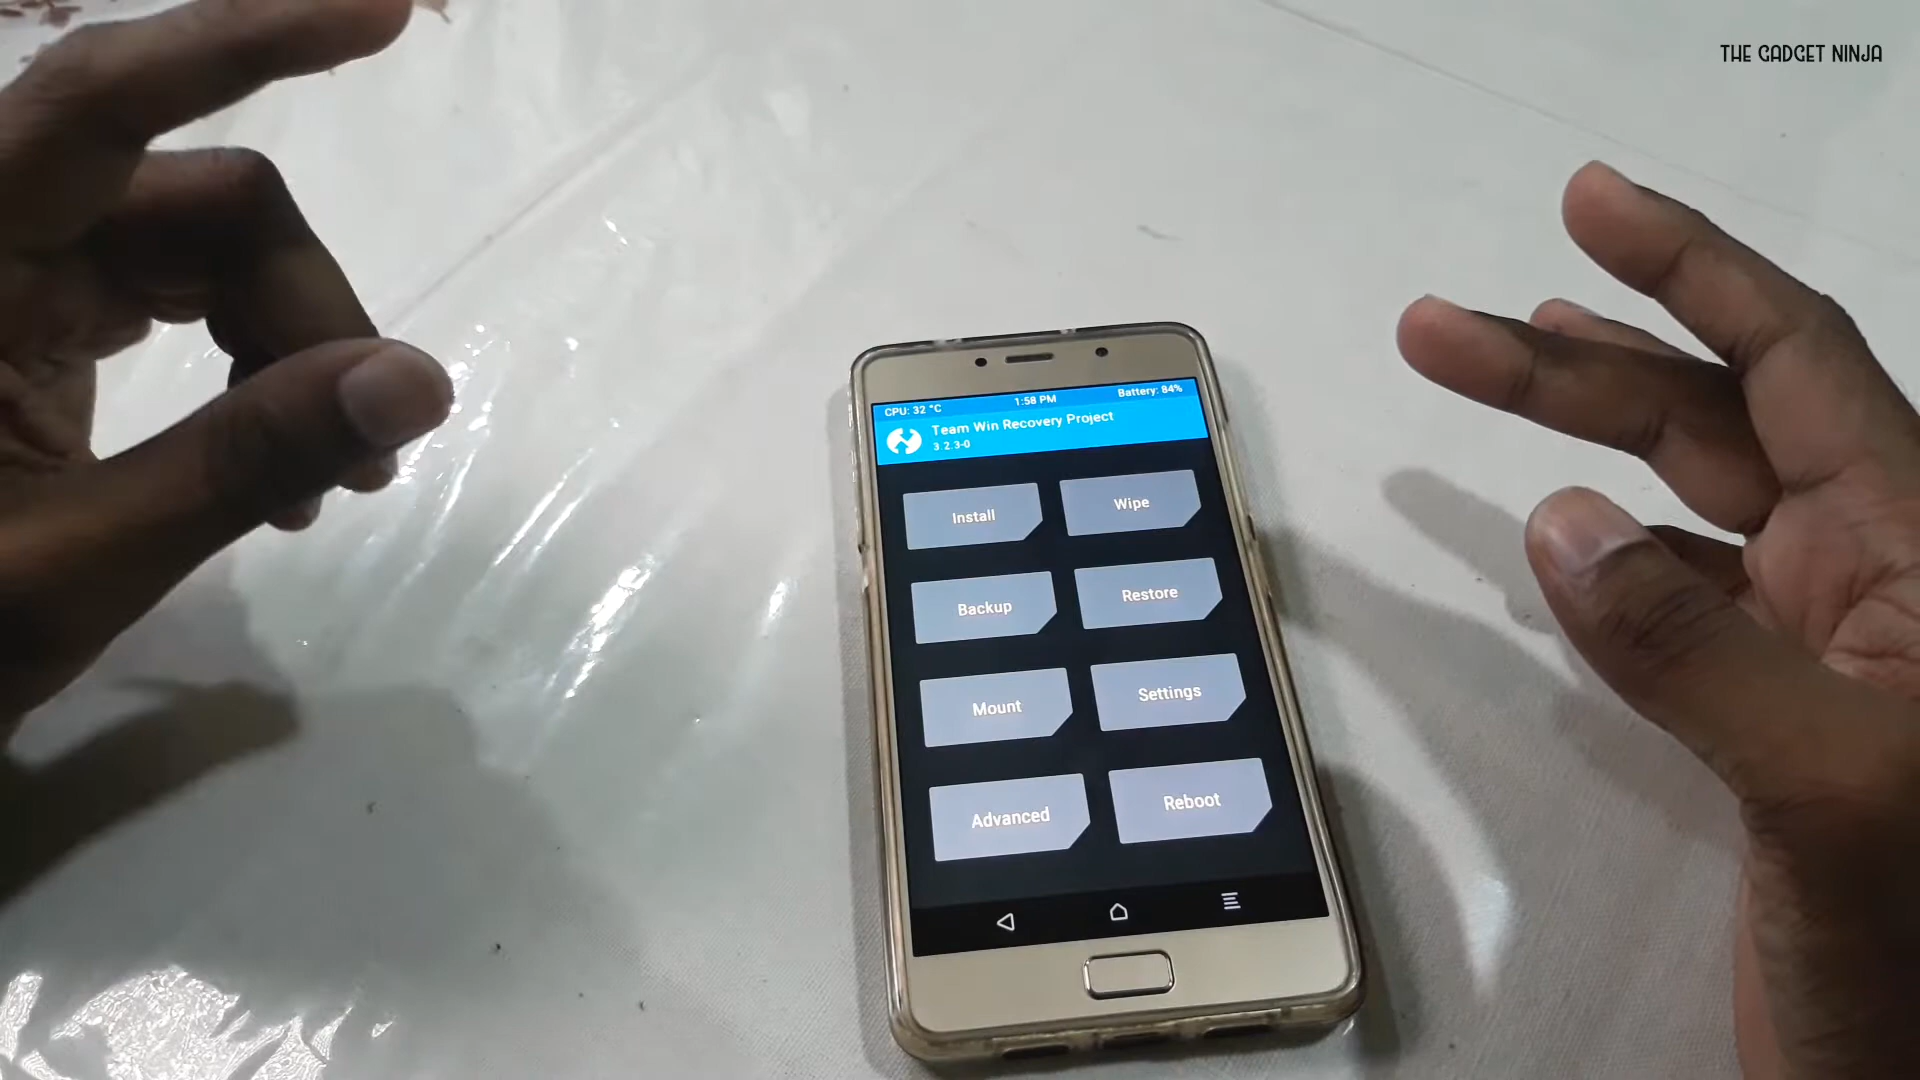 THE GADGET NINJA
CPU: 32 °C 1:58 PM Battery: 84%
Team Win Recovery Project
3.2.3-0
Install Wipe
Backup Restore
Mount Settings
Advanced Reboot